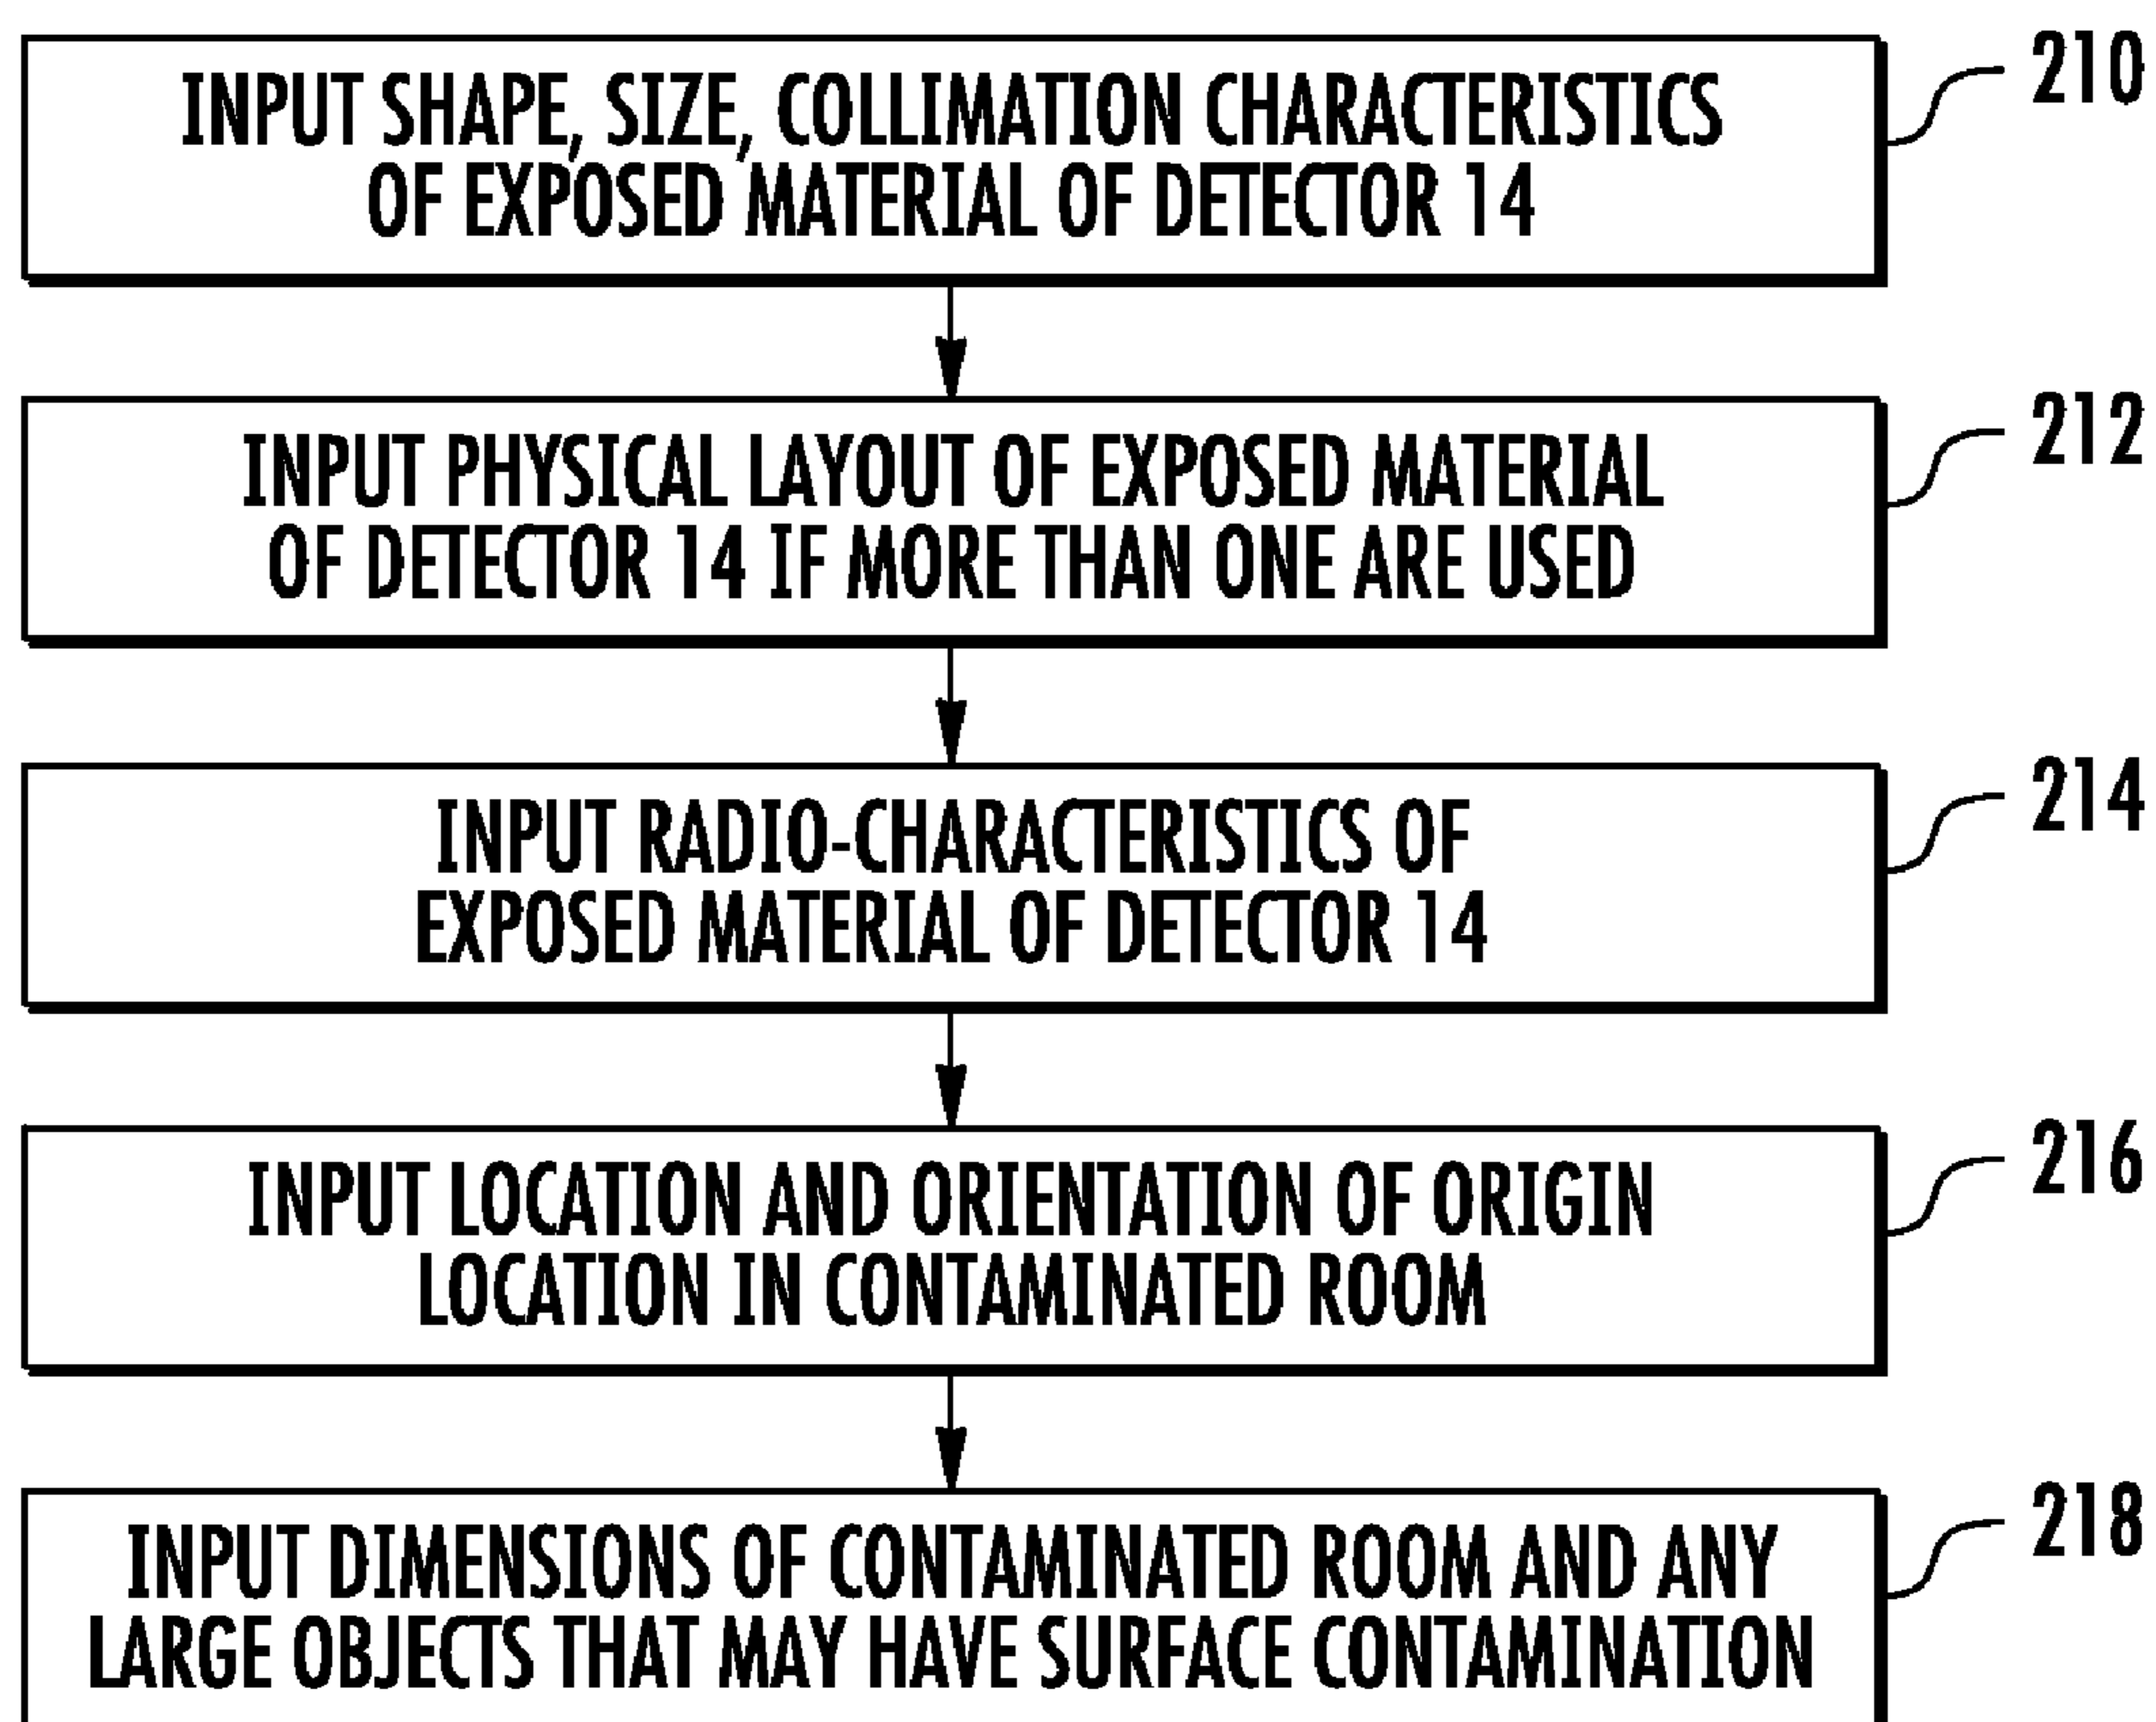 INPUT SHAPE, SIZE, COLLIMATION CHARACTERISTICS
OF EXPOSED MATERIAL OF DETECTOR 14
210
INPUT PHYSICAL LAYOUT OF EXPOSED MATERIAL
OF DETECTOR 14 IF MORE THAN ONE ARE USED
212
INPUT RADIO-CHARACTERISTICS OF
EXPOSED MATERIAL OF DETECTOR 14
214
INPUT LOCATION AND ORIENTATION OF ORIGIN
LOCATION IN CONTAMINATED ROOM
216
INPUT DIMENSIONS OF CONTAMINATED ROOM AND ANY
LARGE OBJECTS THAT MAY HAVE SURFACE CONTAMINATION
218